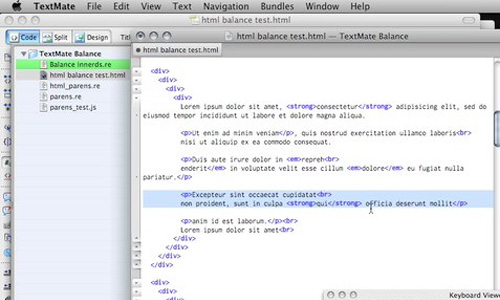 TextMate File Edit View Text Navigation Bundles Window Help
html balance test.html
Code Split Design
html balance test.html — TextMate Balance
html balance test.html
TextMate Balance
Balance Innerds.re
html balance test.html
html_parens.re
parens.re
parens_test.js
<div>
<div>
<div>
<div>
Lorem ipsum dolor sit amet, <strong>consectetur</strong> adipisicing elit, sed do
eiusmod tempor incididunt ut labore et dolore magna aliqua.
<p>Ut enim ad minim veniam</p>, quis nostrud exercitation ullamco laboris<br>
nisi ut aliquip ex ea commodo consequat.
<p>Duis aute irure dolor in <em>repreh<br>
enderit</em> in voluptate velit esse cillum <em>dolore</em> eu fugiat nulla
pariatur.</p>
<p>Excepteur sint occaecat cupidatat<br>
non proident, sunt in culpa <strong>qui</strong> officia deserunt mollit</p>
<p>anim id est laborum.</p><br>
Lorem ipsum dolor sit amet<br>
</div>
</div>
</div>
</div>
<div>
<div>
Keyboard View